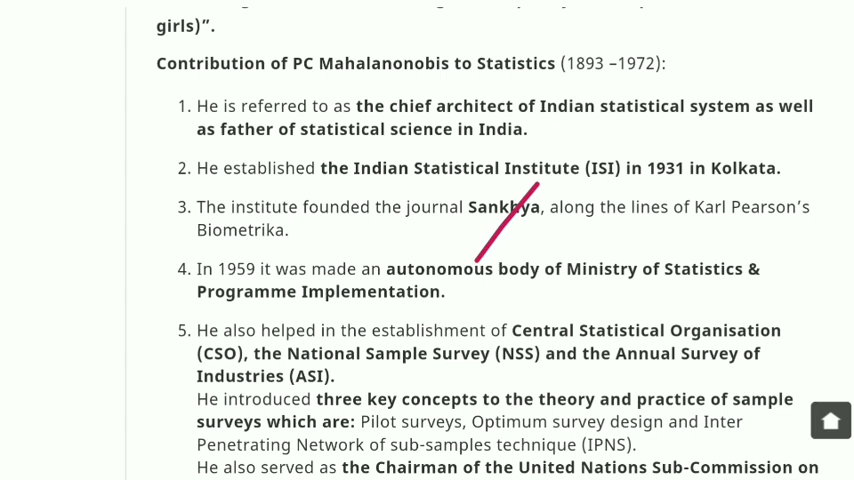 girls)”.
Contribution of PC Mahalanonobis to Statistics (1893 –1972):
1. He is referred to as the chief architect of Indian statistical system as well
as father of statistical science in India.
2. He established the Indian Statistical Institute (ISI) in 1931 in Kolkata.
3. The institute founded the journal Sankhya, along the lines of Karl Pearson’s
Biometrika.
4. In 1959 it was made an autonomous body of Ministry of Statistics &
Programme Implementation.
5. He also helped in the establishment of Central Statistical Organisation
(CSO), the National Sample Survey (NSS) and the Annual Survey of
Industries (ASI).
He introduced three key concepts to the theory and practice of sample
surveys which are: Pilot surveys, Optimum survey design and Inter
Penetrating Network of sub-samples technique (IPNS).
He also served as the Chairman of the United Nations Sub-Commission on